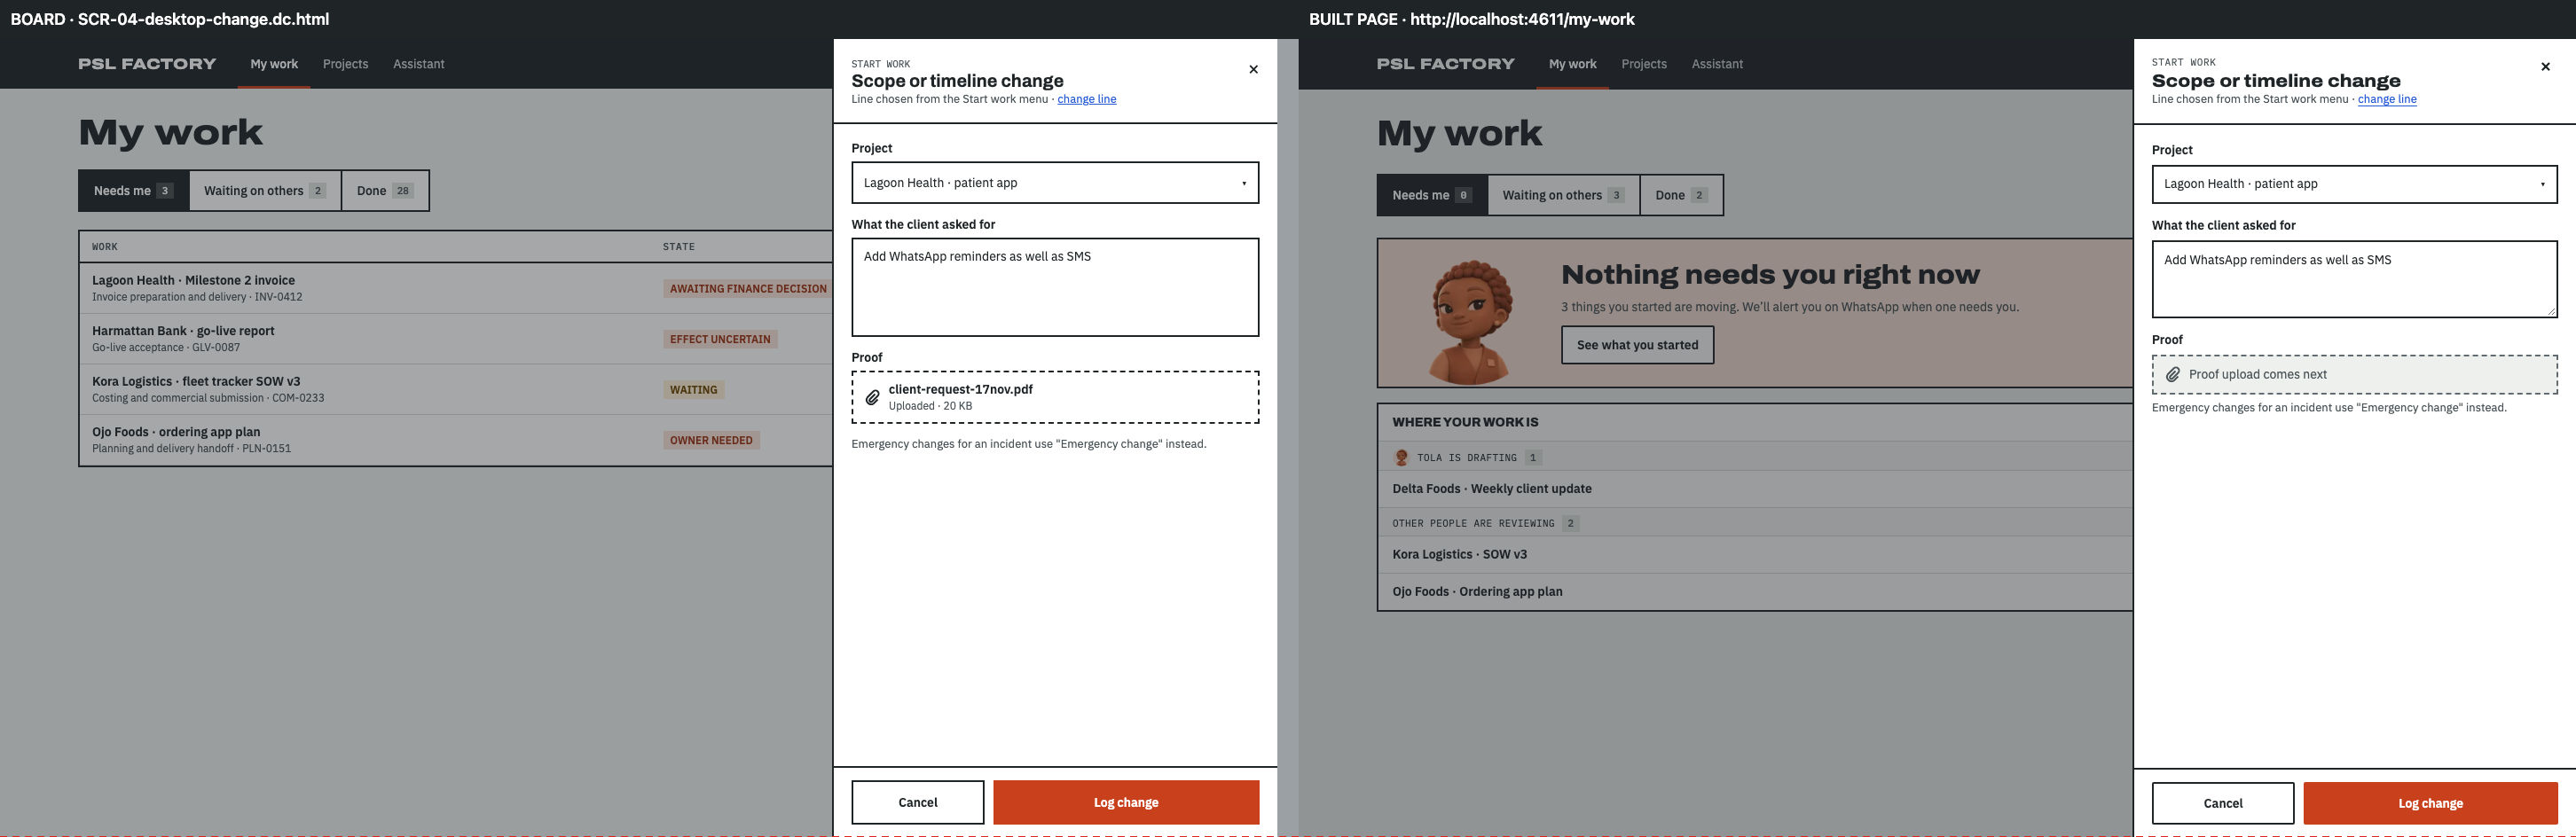 BOARD · SCR-04-desktop-change.dc.html
PSL FACTORY My work Projects Assistant
My work
Needs me 3 Waiting on others 2 Done 28
WORK STATE
Lagoon Health · Milestone 2 invoice
Invoice preparation and delivery · INV-0412
AWAITING FINANCE DECISION
Harmattan Bank · go-live report
Go-live acceptance · GLV-0087
EFFECT UNCERTAIN
Kora Logistics · fleet tracker SOW v3
Costing and commercial submission · COM-0233
WAITING
Ojo Foods · ordering app plan
Planning and delivery handoff · PLN-0151
OWNER NEEDED
START WORK
Scope or timeline change
Line chosen from the Start work menu · change line
Project
Lagoon Health · patient app
What the client asked for
Add WhatsApp reminders as well as SMS
Proof
client-request-17nov.pdf
Uploaded · 20 KB
Emergency changes for an incident use "Emergency change" instead.
Cancel Log change
BUILT PAGE · http://localhost:4611/my-work
PSL FACTORY My work Projects Assistant
My work
Needs me 0 Waiting on others 3 Done 2
Nothing needs you right now
3 things you started are moving. We’ll alert you on WhatsApp when one needs you.
See what you started
WHERE YOUR WORK IS
TOLA IS DRAFTING 1
Delta Foods · Weekly client update
OTHER PEOPLE ARE REVIEWING 2
Kora Logistics · SOW v3
Ojo Foods · Ordering app plan
START WORK
Scope or timeline change
Line chosen from the Start work menu · change line
Project
Lagoon Health · patient app
What the client asked for
Add WhatsApp reminders as well as SMS
Proof
Proof upload comes next
Emergency changes for an incident use "Emergency change" instead.
Cancel Log change